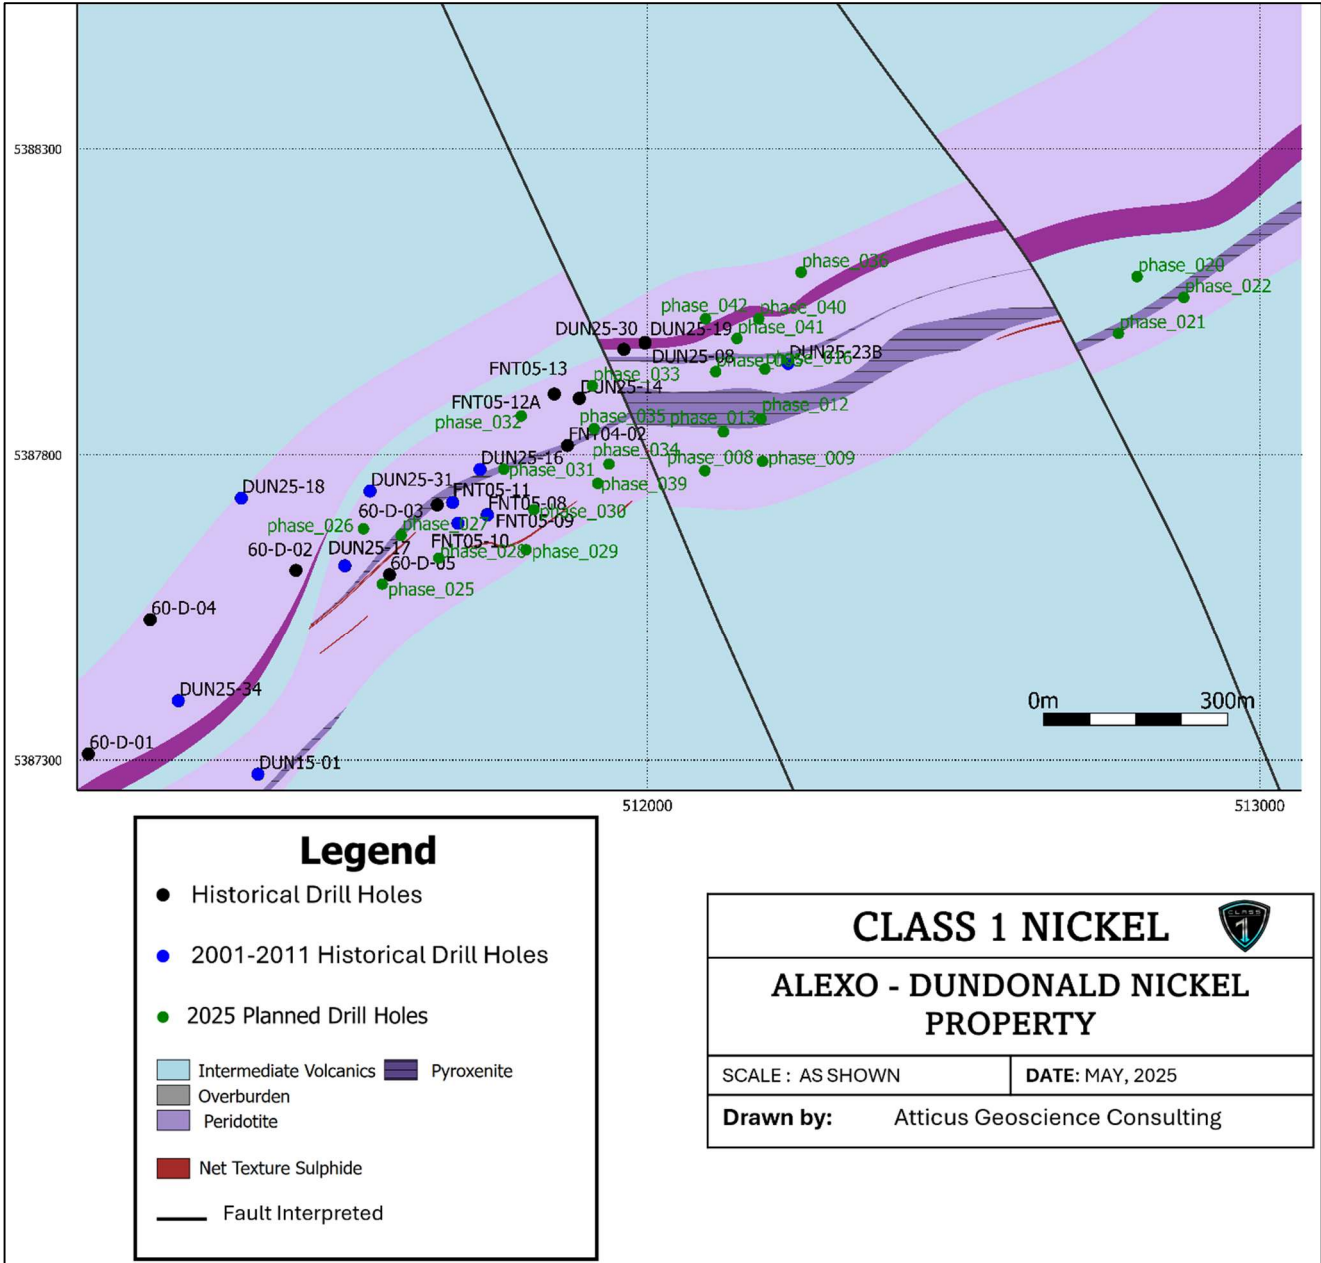 5388300
phase_036
phase_020
phase_022
phase_042
phase_040
DUN25-30
DUN25-19
phase_041
phase_021
DUN25-08
phase_016
DUN25-23B
FNT05-13
phase_033
DUN25-14
FNT05-12A
phase_032
phase_035
phase_013
phase_012
FNT04-02
5387800
DUN25-16
phase_031
phase_034
phase_008
phase_009
DUN25-18
DUN25-31
FNT05-11
phase_039
60-D-03
FNT05-08
phase_030
phase_026
phase_027
FNT05-09
60-D-02
DUN25-17
FNT05-10
phase_028
phase_029
60-D-05
phase_025
60-D-04
DUN25-34
0m
300m
60-D-01
5387300
DUN15-01
512000
513000
Legend
Historical Drill Holes
2001-2011 Historical Drill Holes
2025 Planned Drill Holes
Intermediate Volcanics
Pyroxenite
Overburden
Peridotite
Net Texture Sulphide
Fault Interpreted
CLASS 1 NICKEL
CLASS
1
ALEXO - DUNDONALD NICKEL
PROPERTY
SCALE : AS SHOWN
DATE: MAY, 2025
Drawn by: Atticus Geoscience Consulting